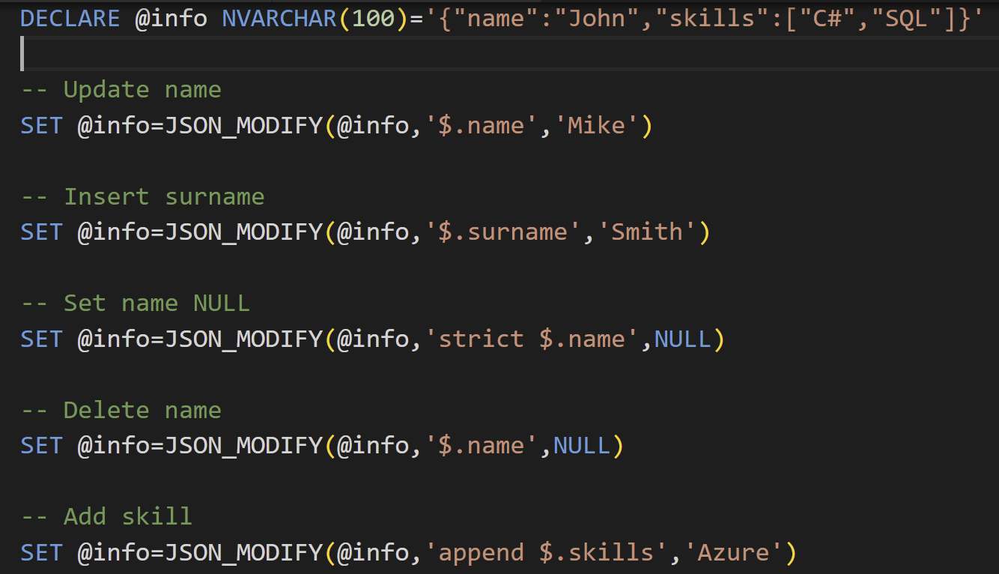 DECLARE @info NVARCHAR(100)='{"name":"John","skills":["C#","SQL"]}'
-- Update name
SET @info=JSON_MODIFY(@info,'$.name','Mike')
-- Insert surname
SET @info=JSON_MODIFY(@info,'$.surname','Smith')
-- Set name NULL
SET @info=JSON_MODIFY(@info,'strict $.name',NULL)
-- Delete name
SET @info=JSON_MODIFY(@info,'$.name',NULL)
-- Add skill
SET @info=JSON_MODIFY(@info,'append $.skills','Azure')